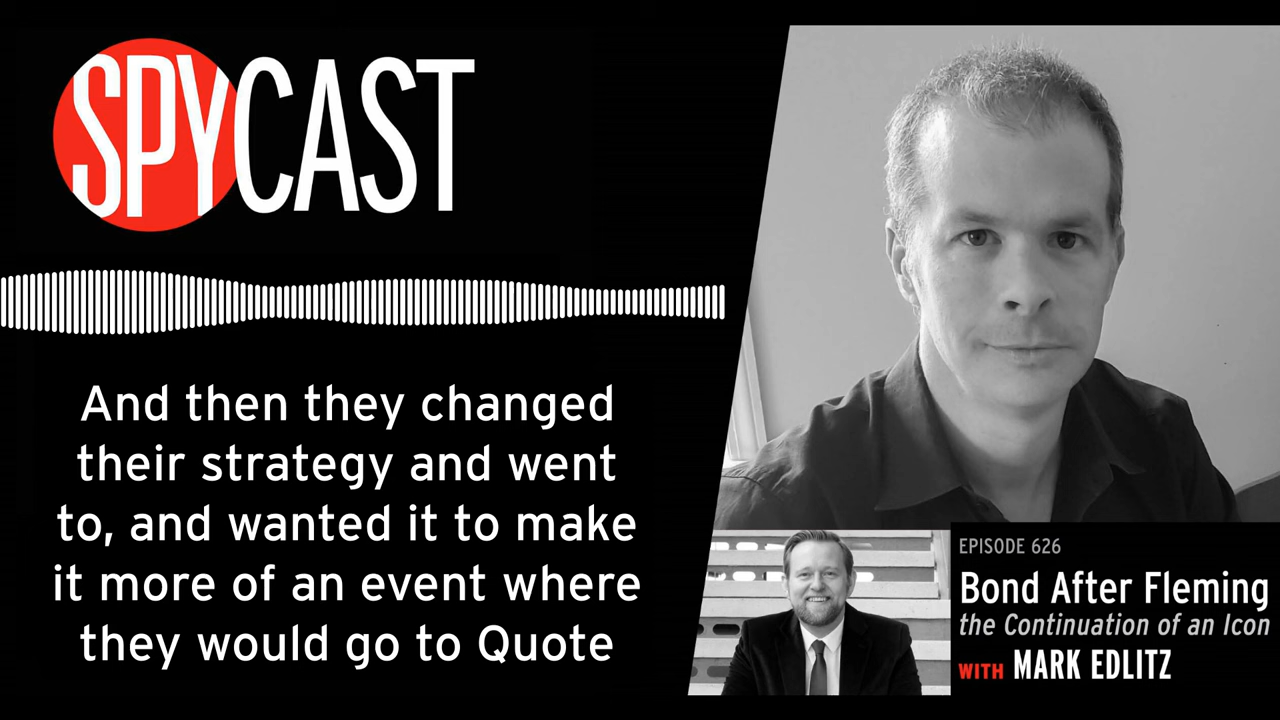 SPYCAST
And then they changed
their strategy and went
to, and wanted it to make
it more of an event where
they would go to Quote
EPISODE 626
Bond After Fleming
the Continuation of an Icon
WITH MARK EDLITZ